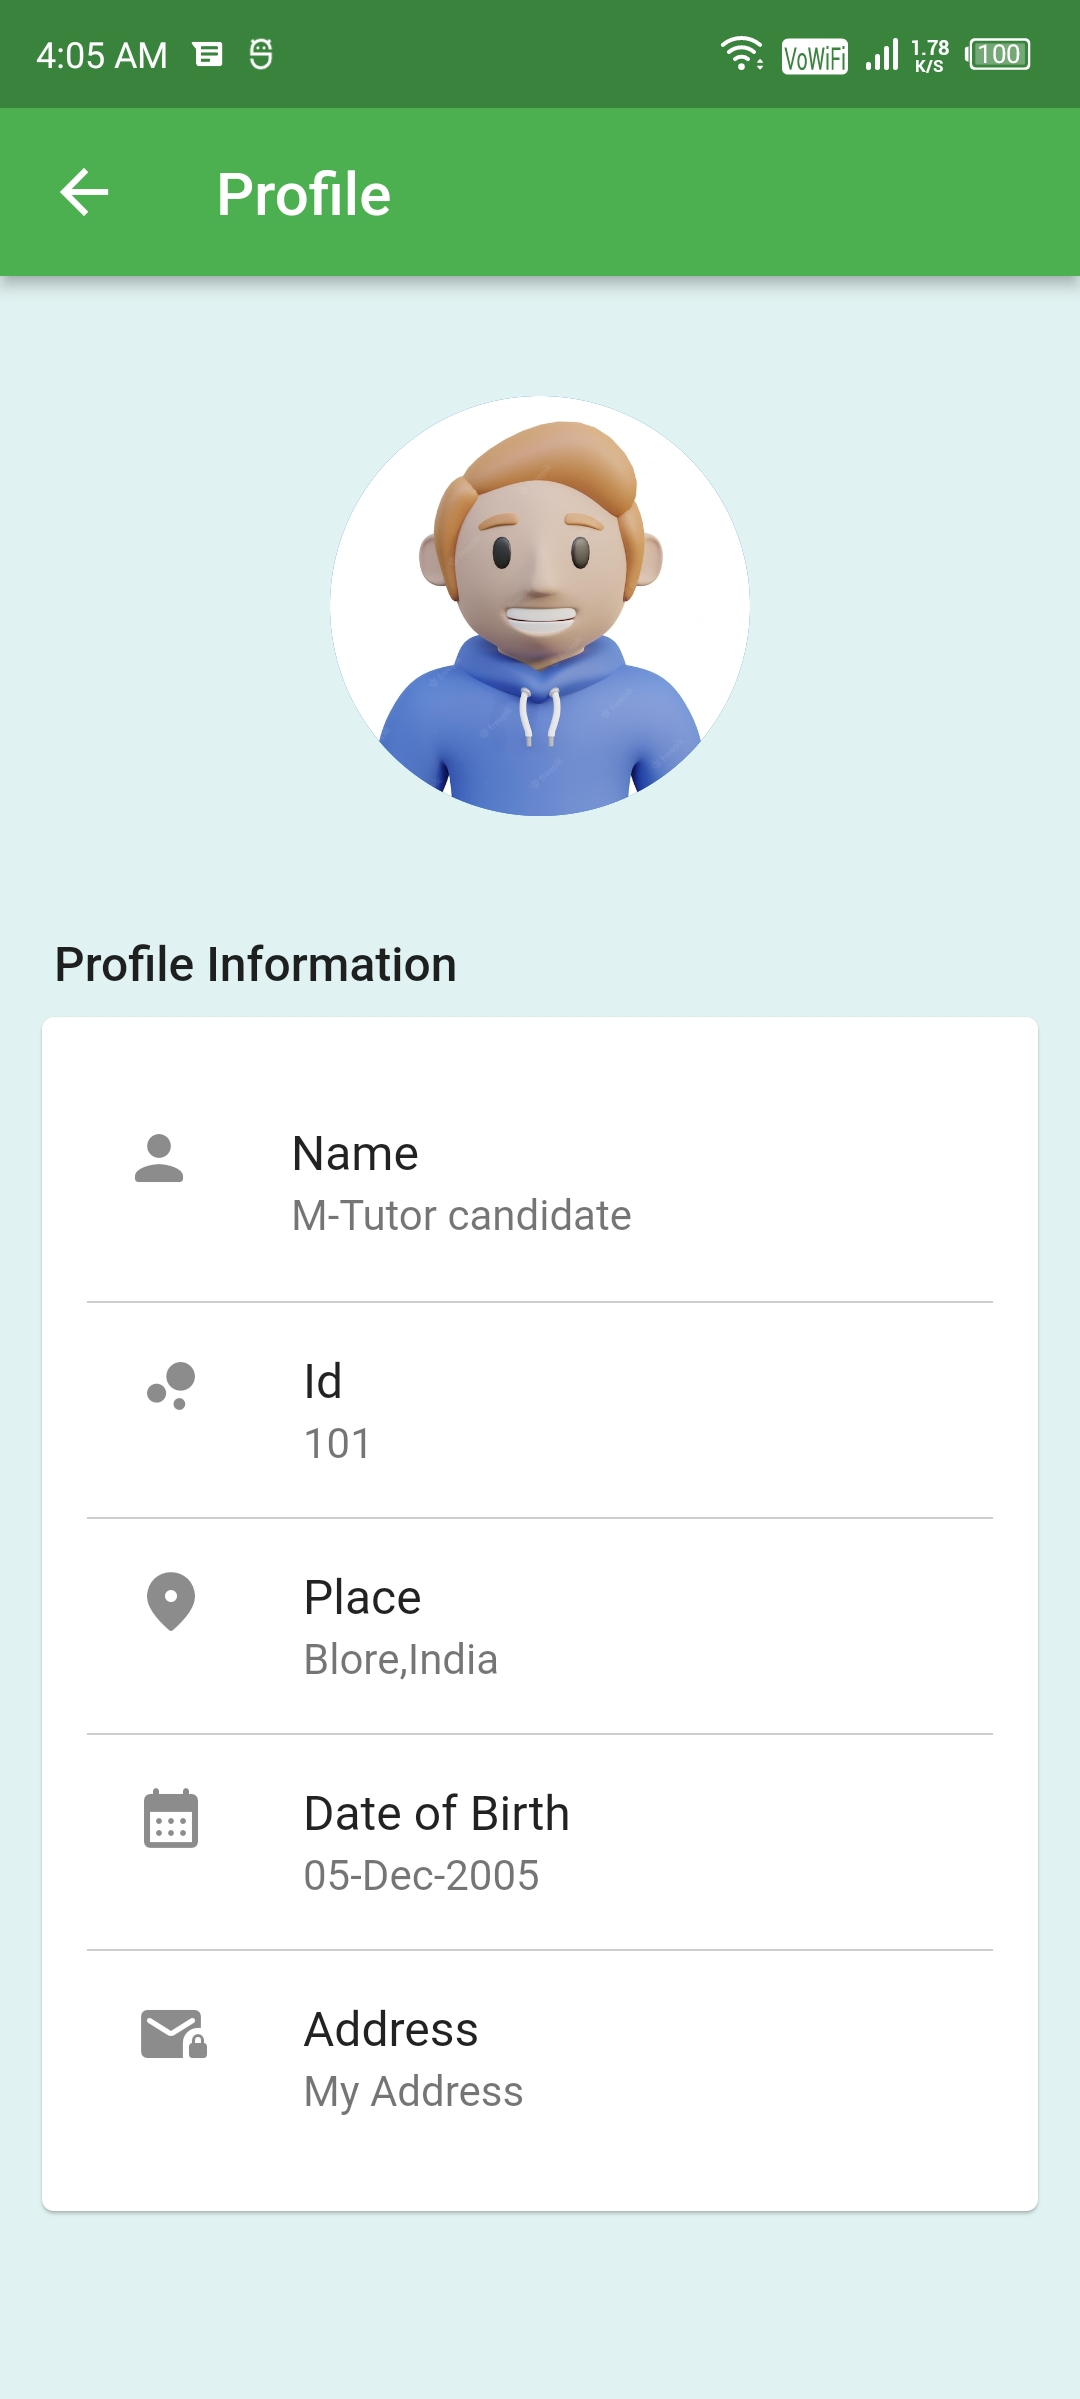 4:05 AM VoWiFi 1.78 K/S 100
Profile
Profile Information
Name
M-Tutor candidate
Id
101
Place
Blore,India
Date of Birth
05-Dec-2005
Address
My Address